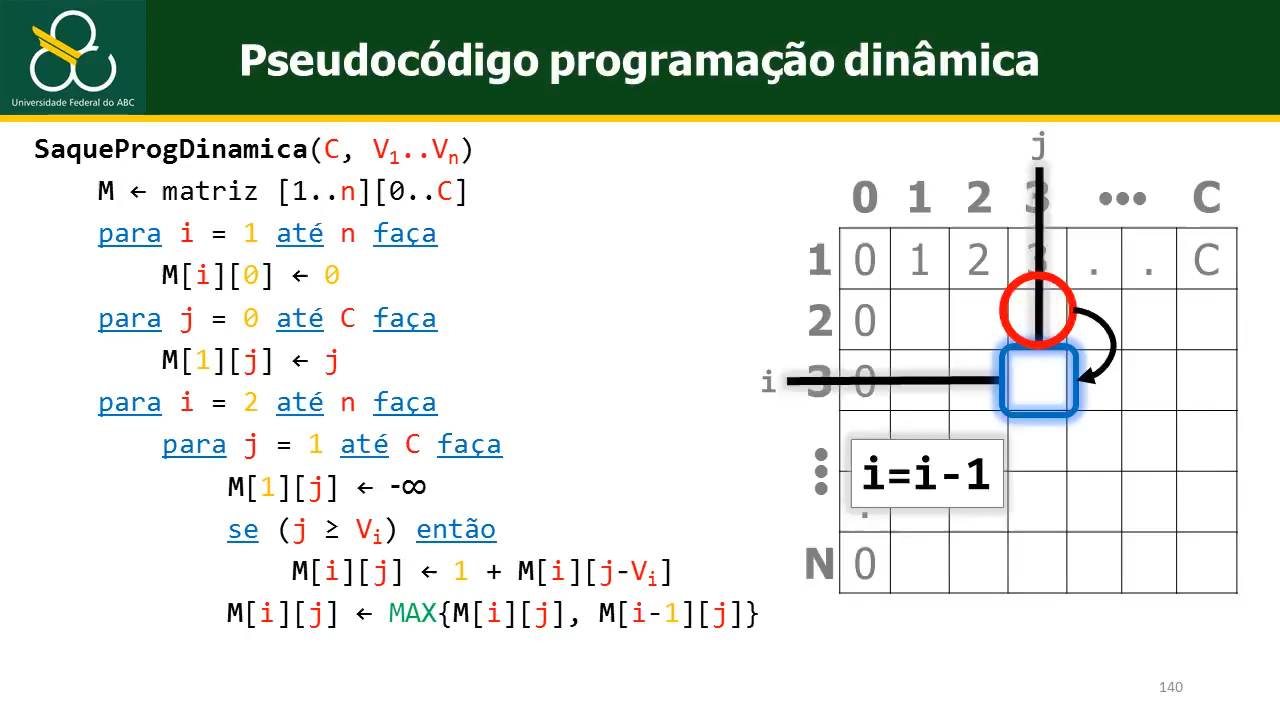 Pseudocódigo programação dinâmica
Universidade Federal do ABC
SaqueProgDinamica(C, V₁..Vₙ)
M ← matriz [1..n][0..C]
para i = 1 até n faça
M[i][0] ← 0
para j = 0 até C faça
M[1][j] ← j
para i = 2 até n faça
para j = 1 até C faça
M[1][j] ← -∞
se (j ≥ Vᵢ) então
M[i][j] ← 1 + M[i][j-Vᵢ]
M[i][j] ← MAX{M[i][j], M[i-1][j]}
j
0 1 2 3 ••• C
1 0 1 2 3 . . C
2 0
i 3 0
i=i-1
.
N 0
140